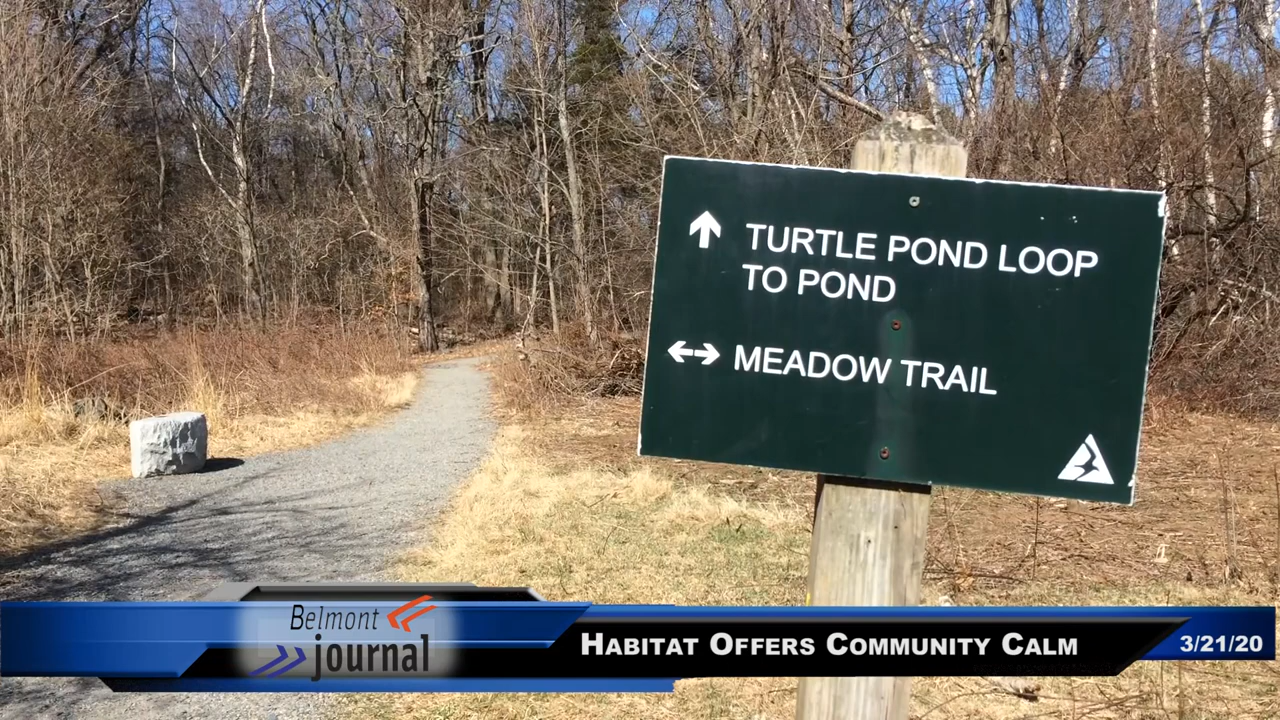 TURTLE POND LOOP
TO POND
MEADOW TRAIL
Belmont
journal
HABITAT OFFERS COMMUNITY CALM
3/21/20